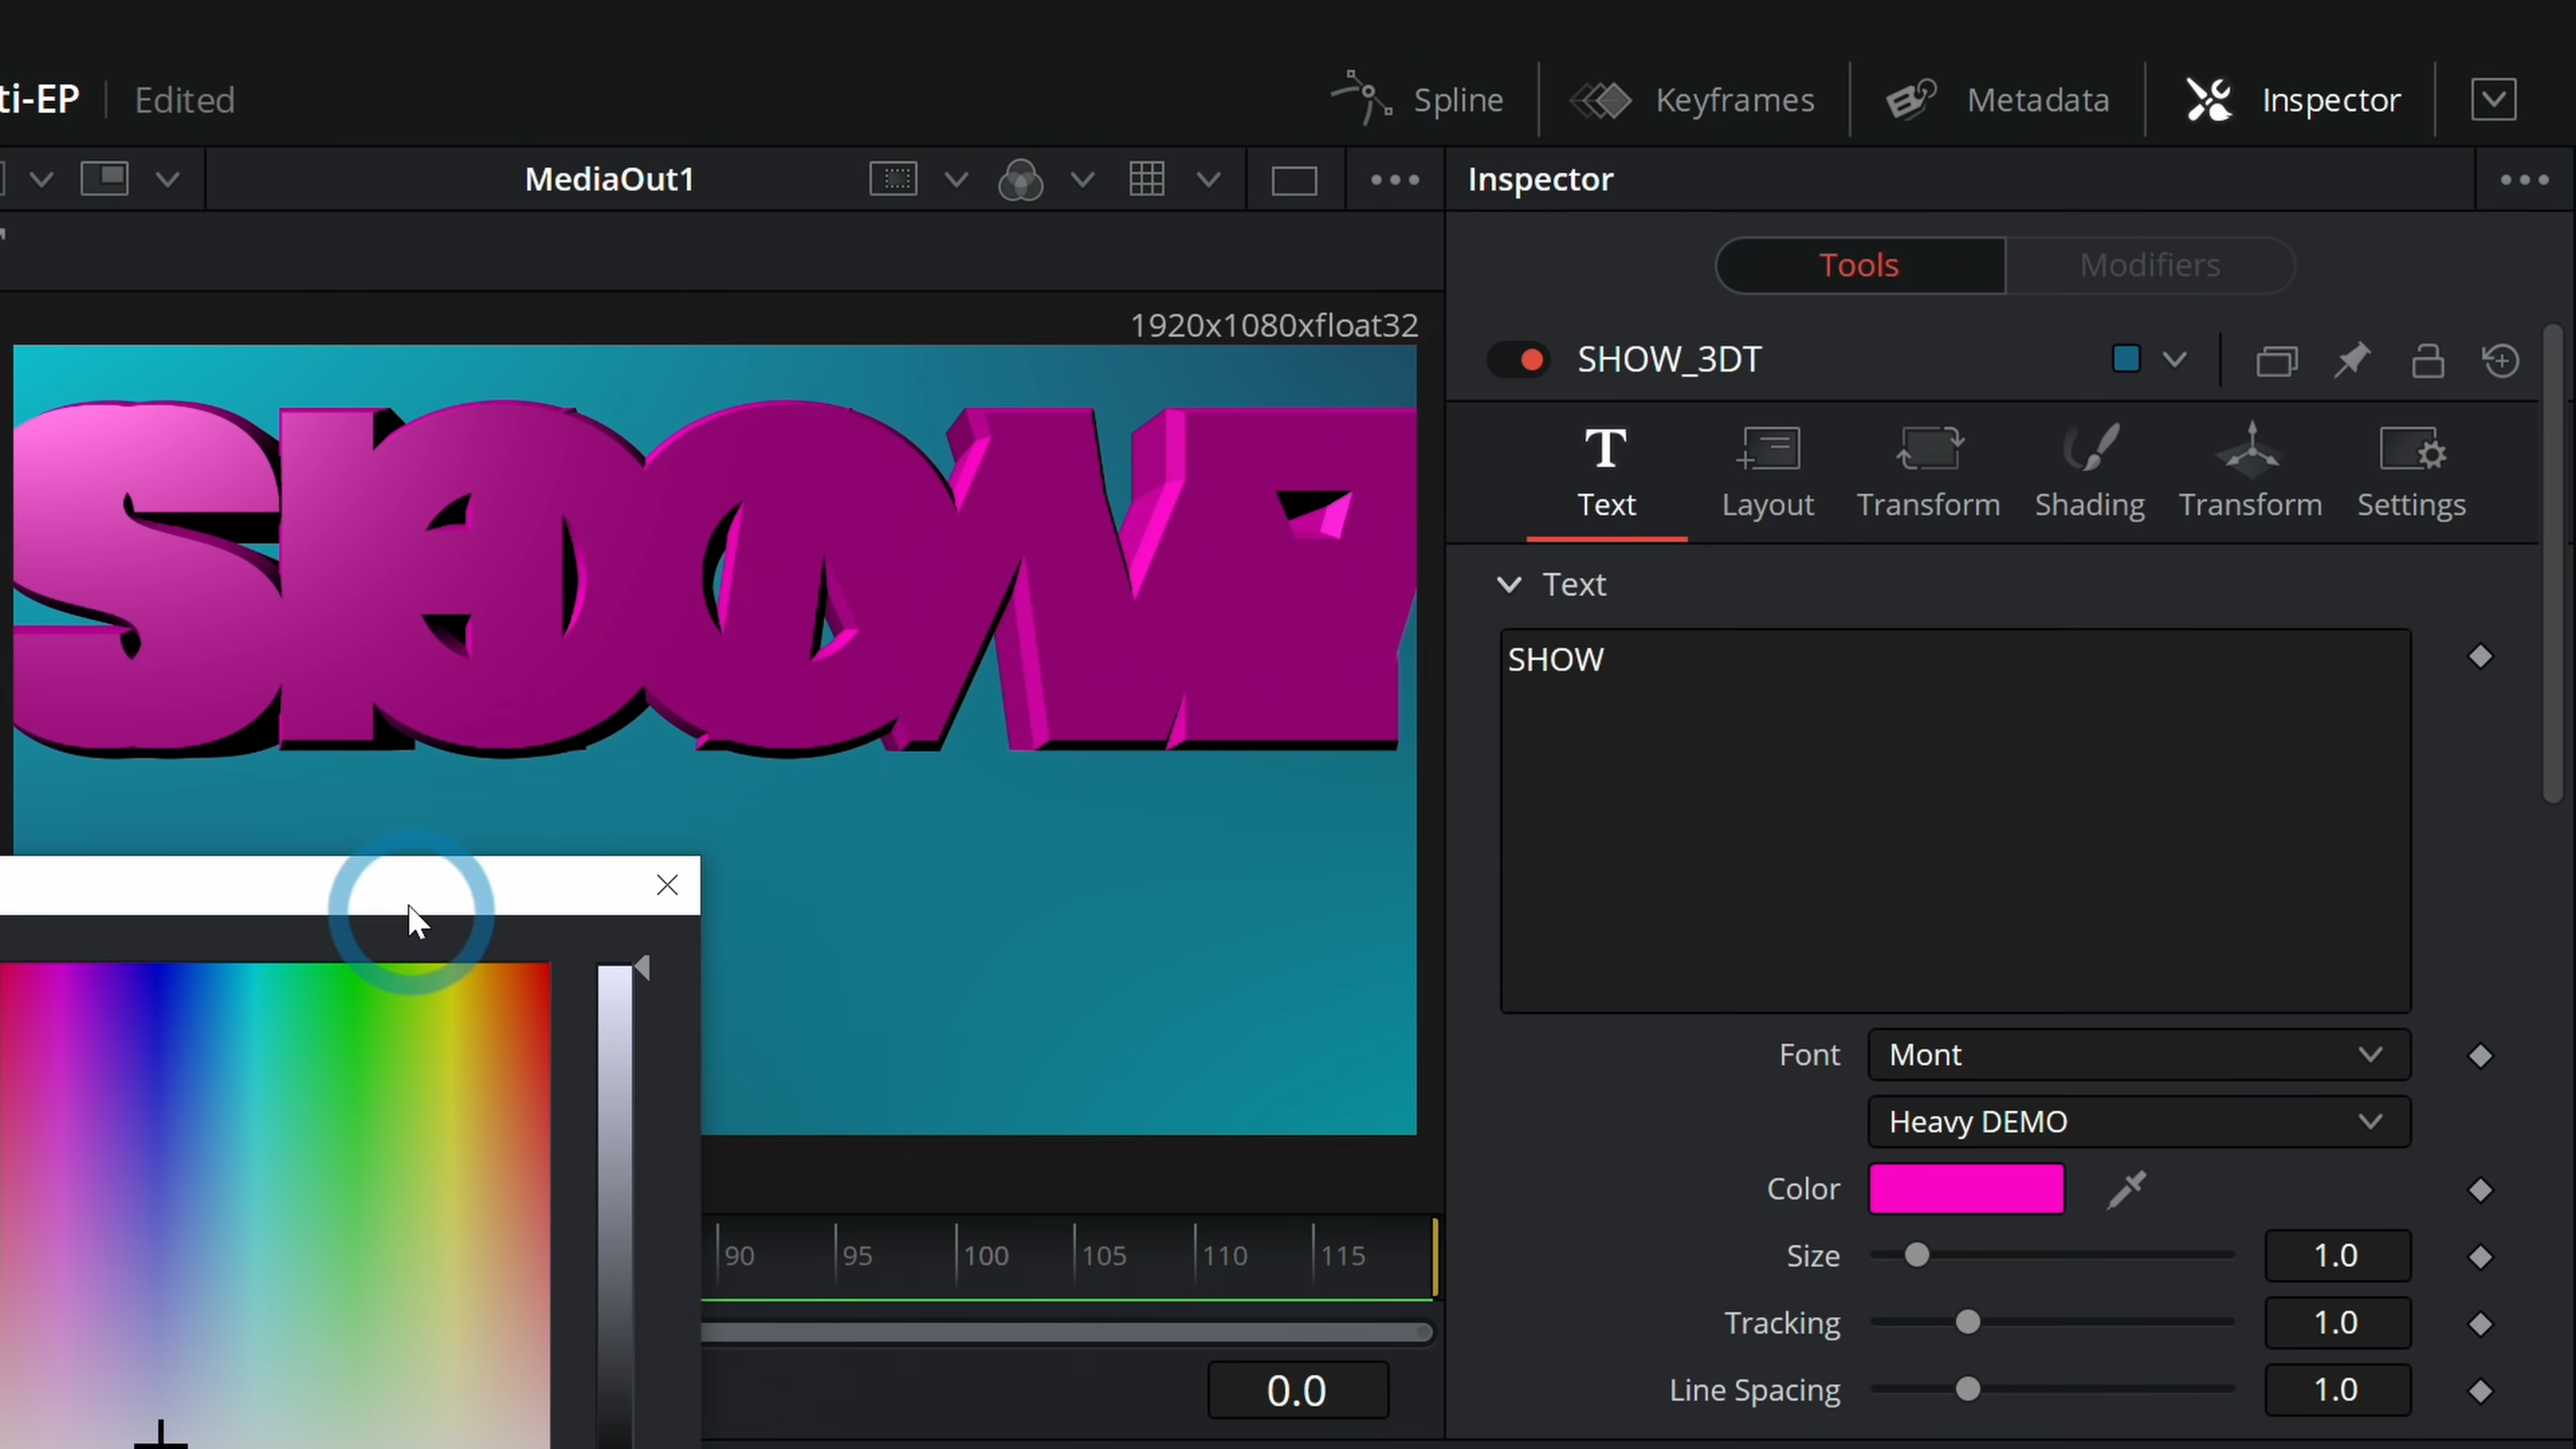 ti-EP
Edited
Spline
Keyframes
Metadata
Inspector
MediaOut1
Inspector
Tools
Modifiers
1920x1080xfloat32
SHOW_3DT
Text
Layout
Transform
Shading
Transform
Settings
Text
SHOW
Font
Mont
Heavy DEMO
Color
Size
1.0
Tracking
1.0
Line Spacing
1.0
90
95
100
105
110
115
0.0